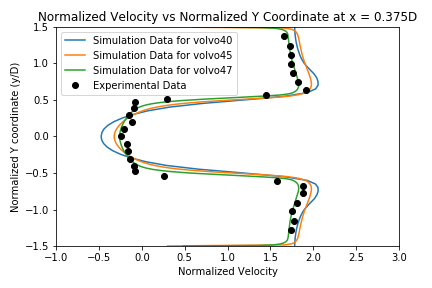 Normalized Velocity vs Normalized Y Coordinate at x = 0.375D
Normalized Y coordinate (y/D)
1.5
1.0
0.5
0.0
−0.5
−1.0
−1.5
Simulation Data for volvo40
Simulation Data for volvo45
Simulation Data for volvo47
Experimental Data
−1.0 −0.5 0.0 0.5 1.0 1.5 2.0 2.5 3.0
Normalized Velocity